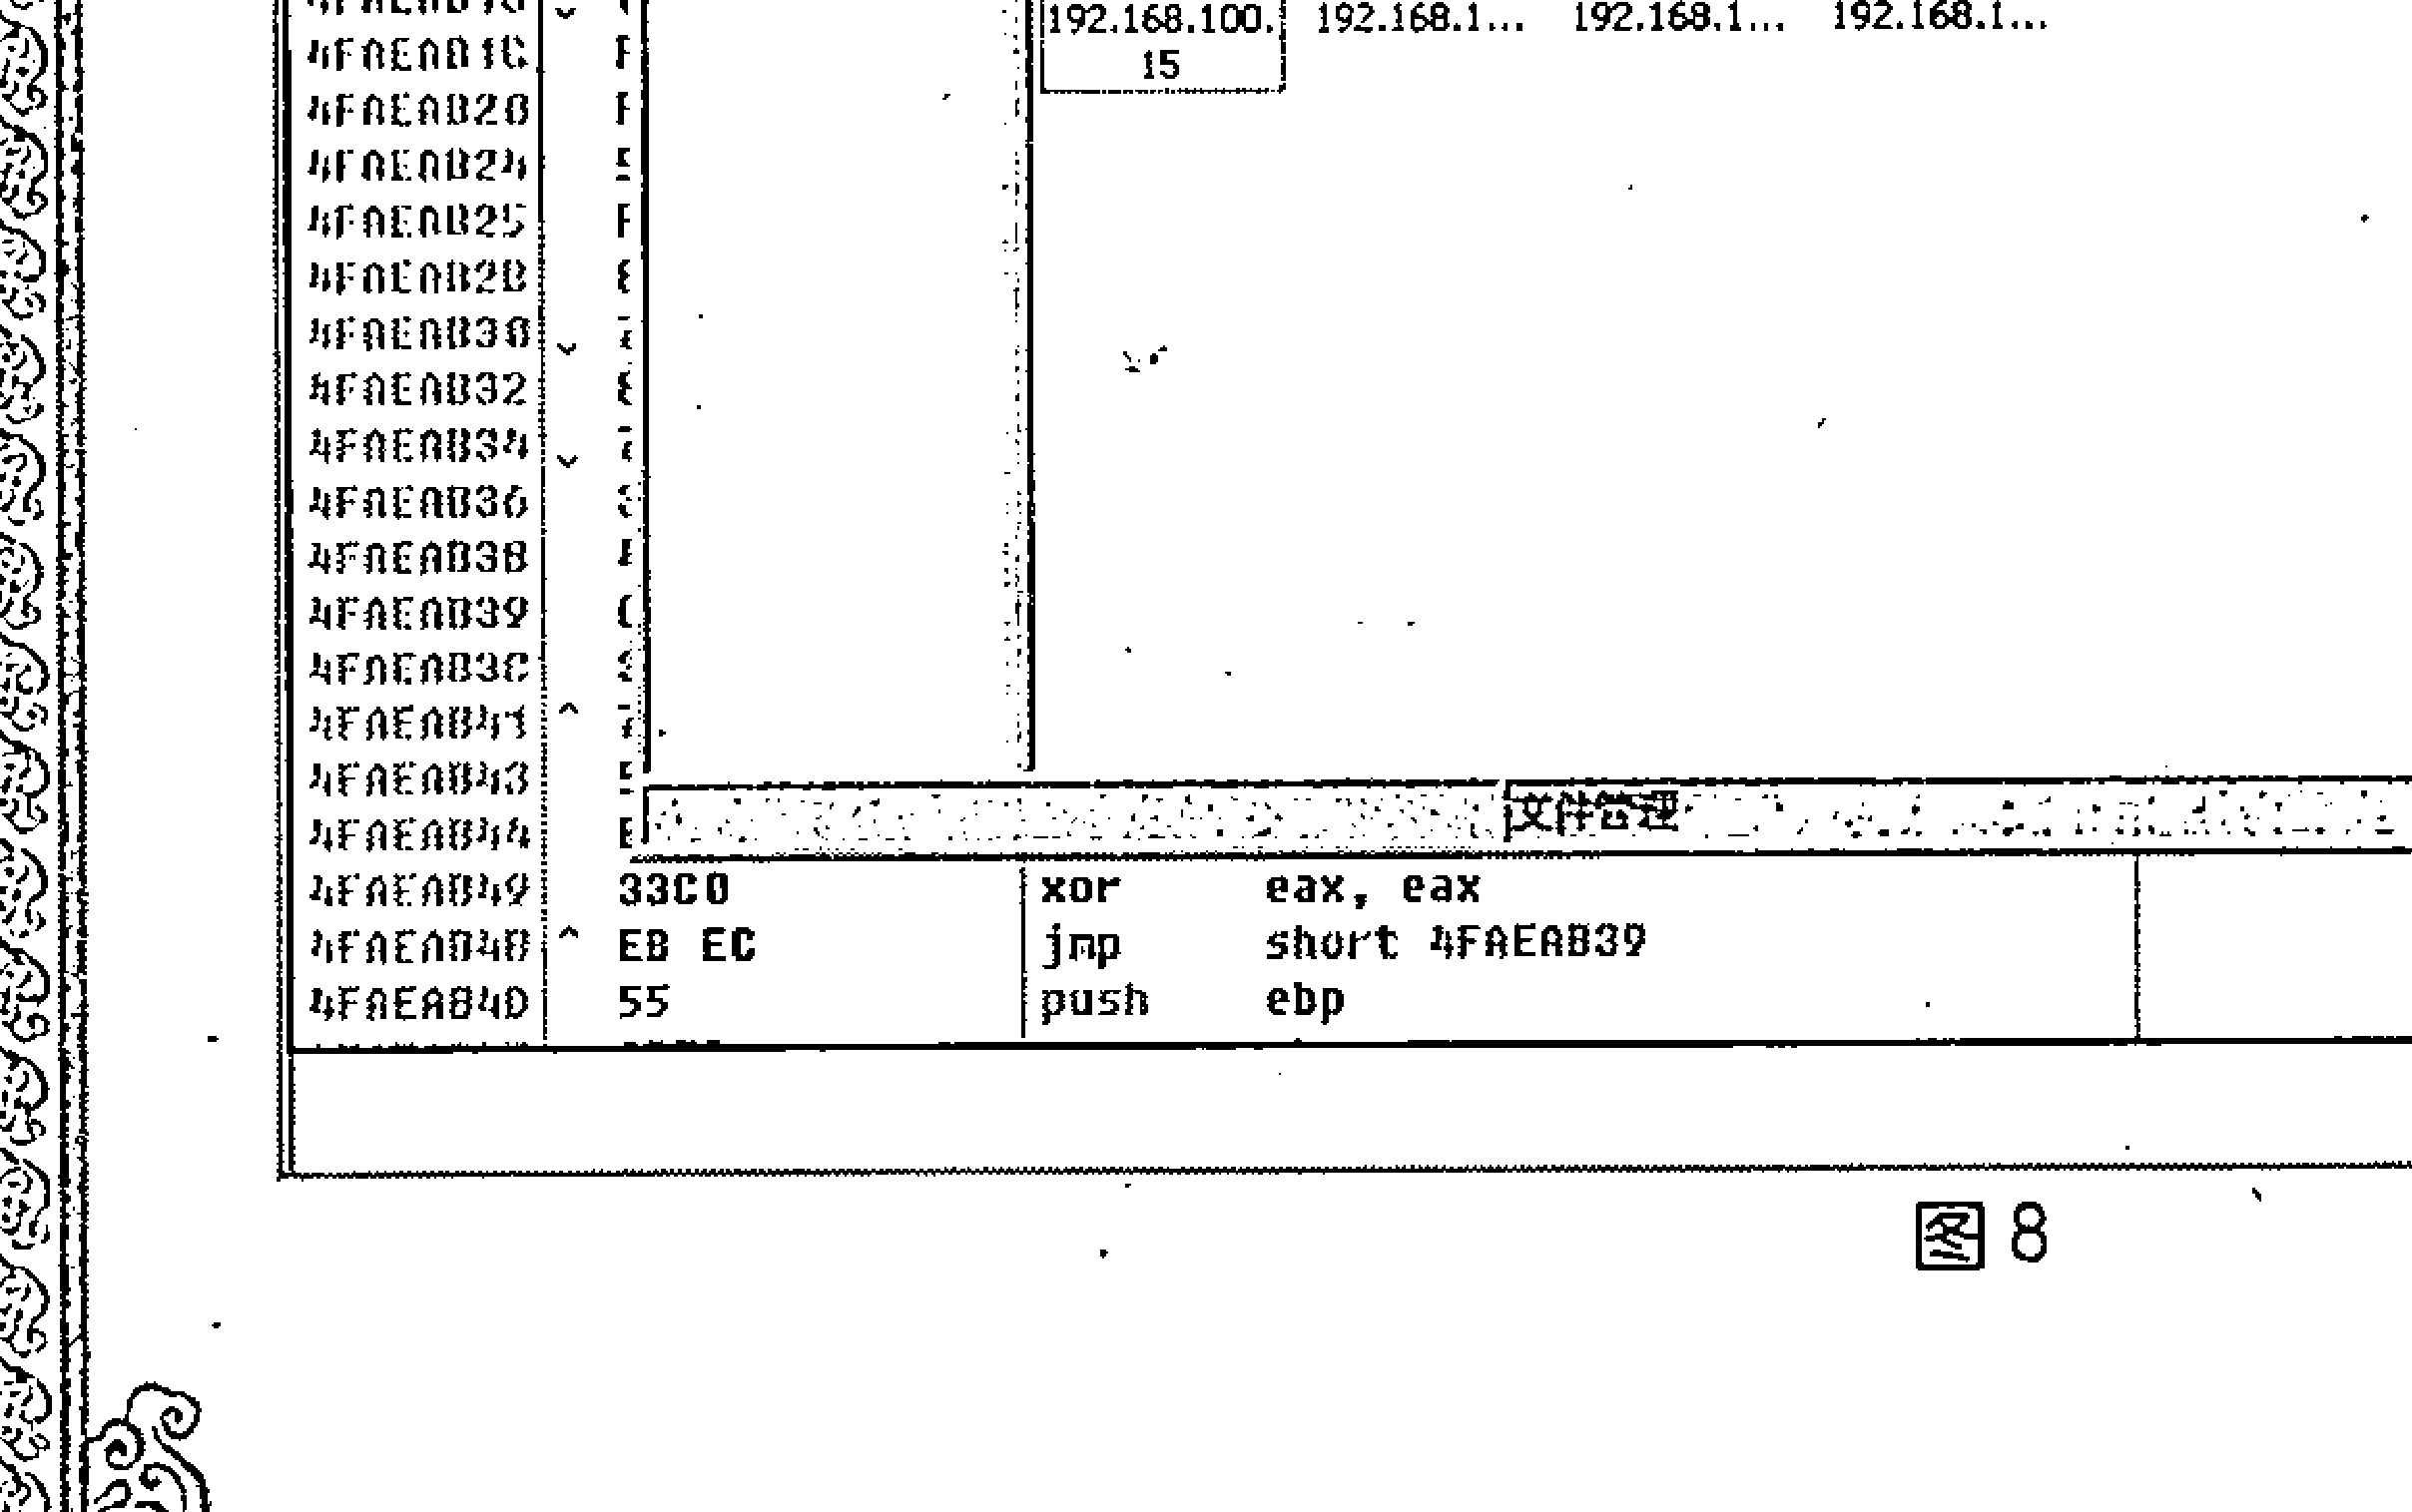 192.168.100. 192.168.1... 192.168.1... 192.168.1...
15
4FAEAB1C
4FAEAB20
4FAEAB24
4FAEAB25
4FAEAB2B
4FAEAB30
4FAEAB32
4FAEAB34
4FAEAB36
4FAEAB38
4FAEAB39
4FAEAB3C
4FAEAB41
4FAEAB43
4FAEAB44
文件管理
4FAEAB49 33C0 xor eax, eax
4FAEAB4B ^ EB EC jmp short 4FAEAB39
4FAEAB4D 55 push ebp
图 8